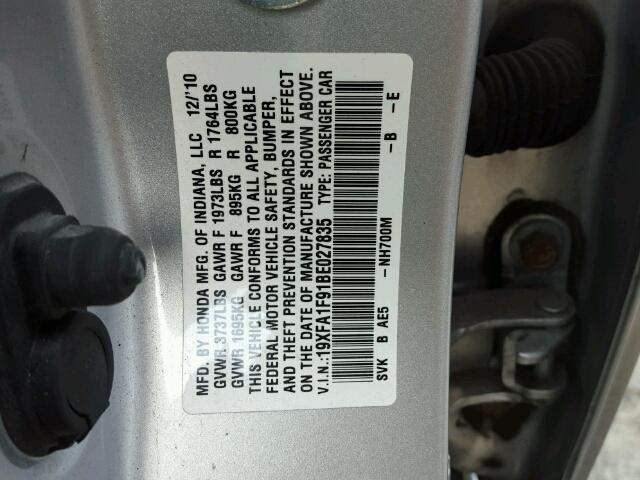 MFD. BY HONDA MFG. OF INDIANA, LLC 12/'10
GVWR 3737LBS GAWR F 1973LBS R 1764LBS
GVWR 1695KG GAWR F 895KG R 800KG
THIS VEHICLE CONFORMS TO ALL APPLICABLE
FEDERAL MOTOR VEHICLE SAFETY, BUMPER,
AND THEFT PREVENTION STANDARDS IN EFFECT
ON THE DATE OF MANUFACTURE SHOWN ABOVE.
V.I.N.:19XFA1F91BE027835 TYPE: PASSENGER CAR
SVK B AE5 -NH700M -B -E